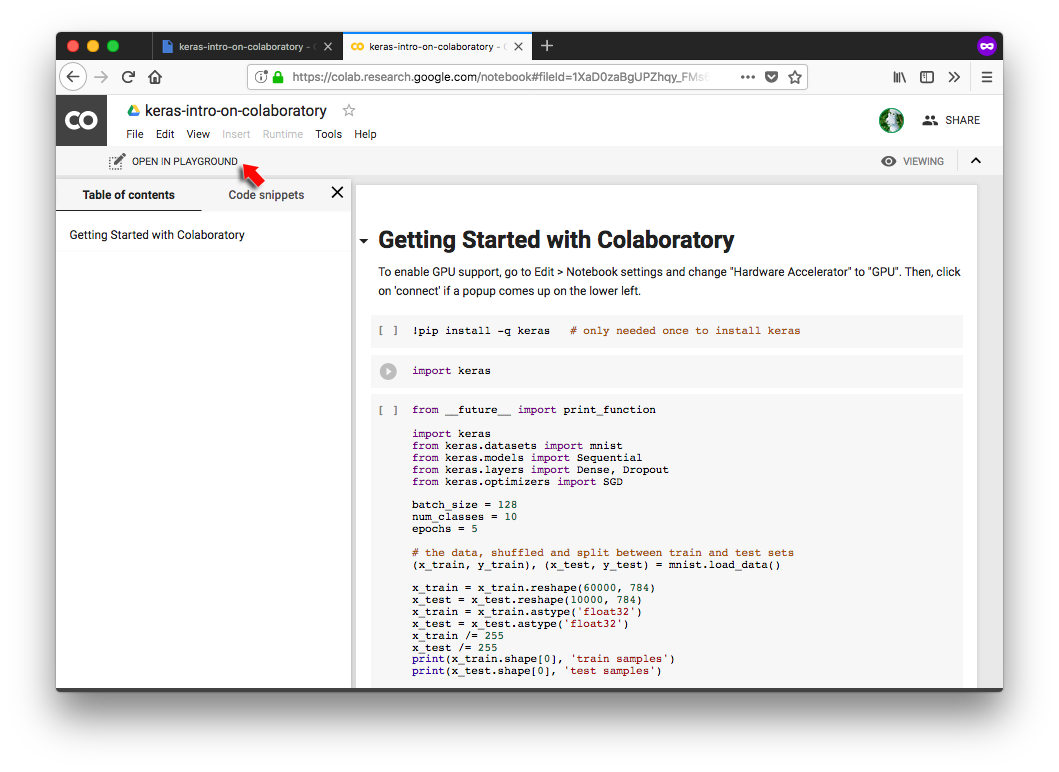 keras-intro-on-colaboratory -
keras-intro-on-colaboratory -
https://colab.research.google.com/notebook#fileId=1XaD0zaBgUPZhqy_FMs
CO
keras-intro-on-colaboratory
File Edit View Insert Runtime Tools Help
SHARE
OPEN IN PLAYGROUND
VIEWING
Table of contents
Code snippets
Getting Started with Colaboratory
Getting Started with Colaboratory
To enable GPU support, go to Edit > Notebook settings and change "Hardware Accelerator" to "GPU". Then, click
on 'connect' if a popup comes up on the lower left.
[ ] !pip install -q keras # only needed once to install keras
import keras
[ ] from __future__ import print_function
import keras
from keras.datasets import mnist
from keras.models import Sequential
from keras.layers import Dense, Dropout
from keras.optimizers import SGD
batch_size = 128
num_classes = 10
epochs = 5
# the data, shuffled and split between train and test sets
(x_train, y_train), (x_test, y_test) = mnist.load_data()
x_train = x_train.reshape(60000, 784)
x_test = x_test.reshape(10000, 784)
x_train = x_train.astype('float32')
x_test = x_test.astype('float32')
x_train /= 255
x_test /= 255
print(x_train.shape[0], 'train samples')
print(x_test.shape[0], 'test samples')